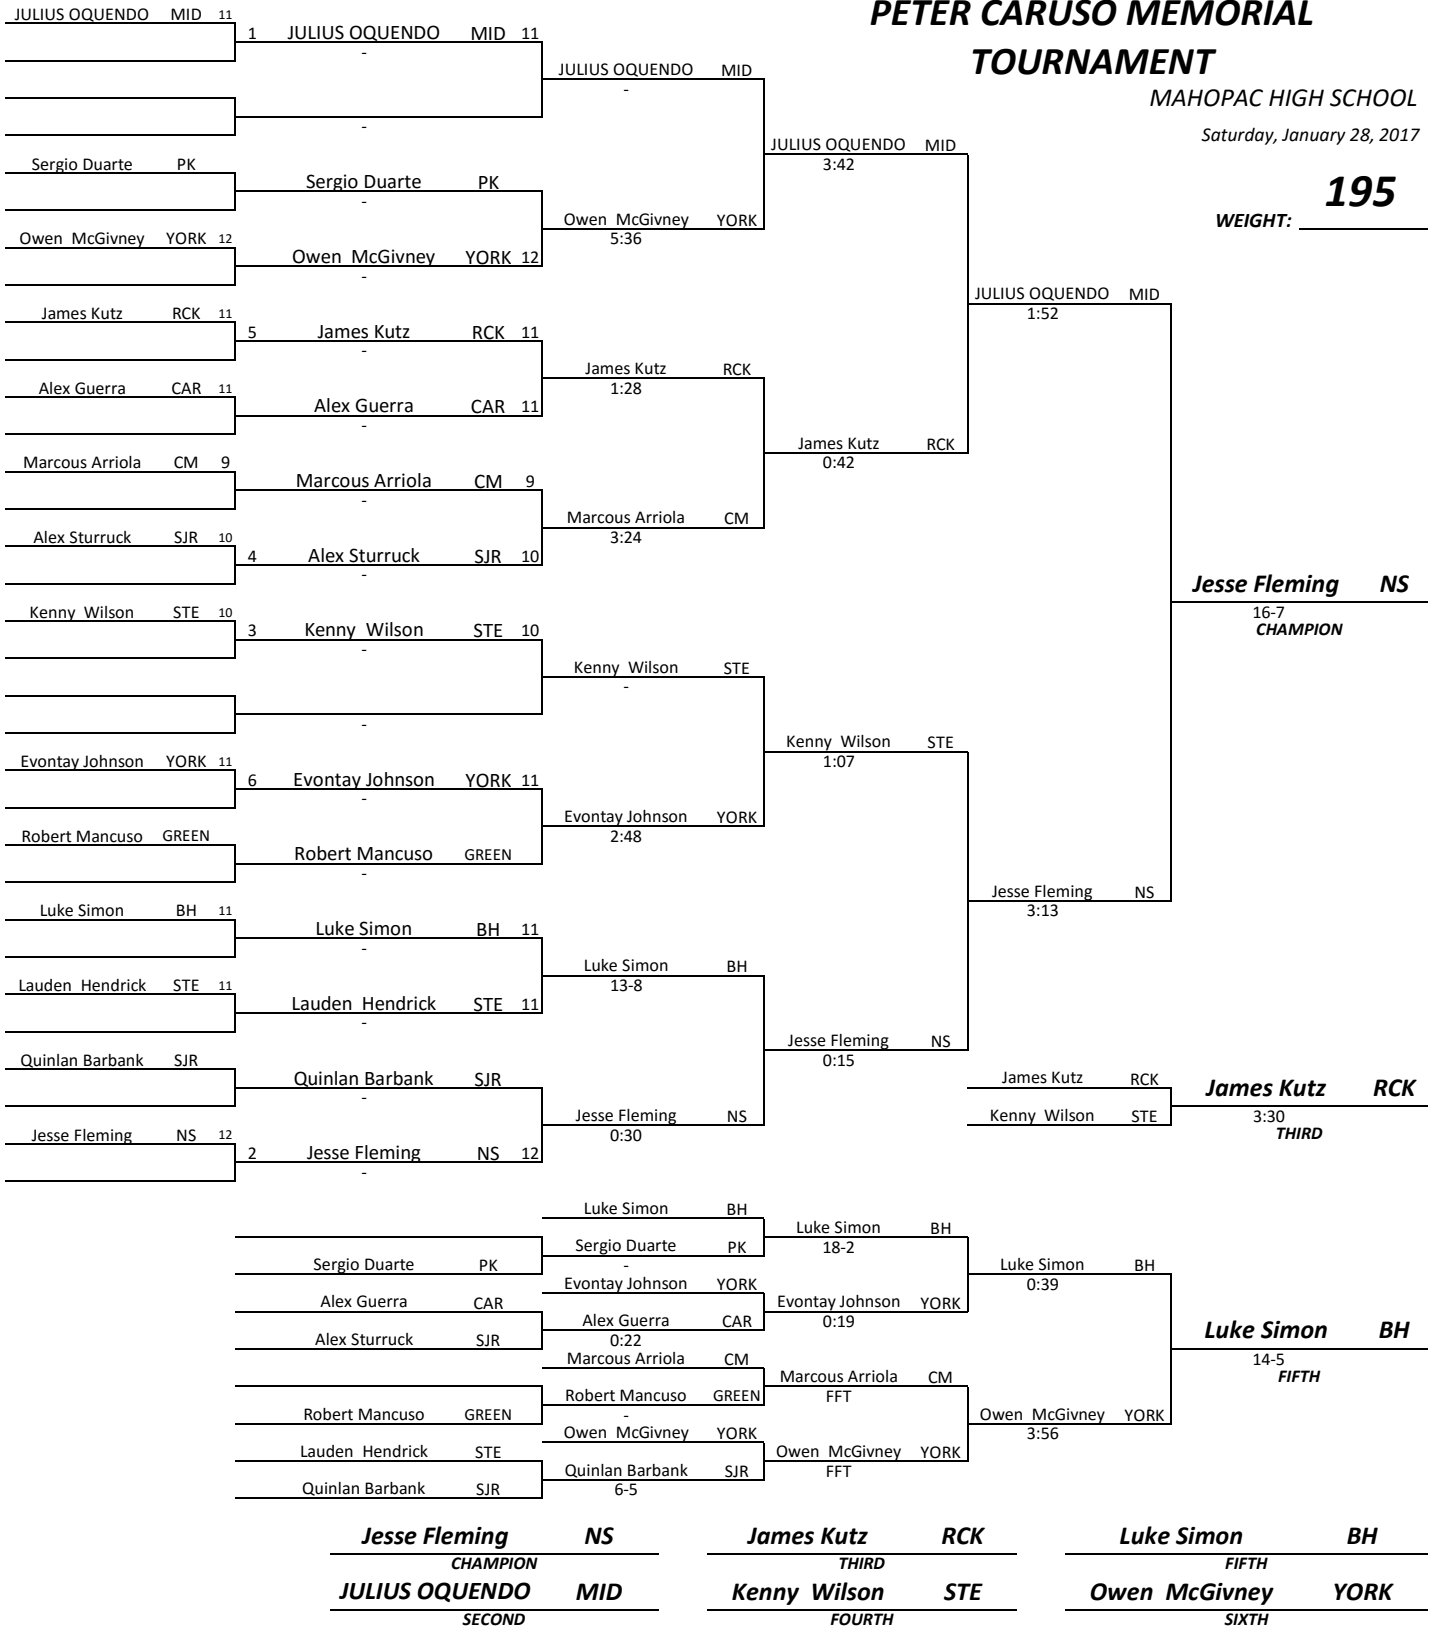 PETER CARUSO MEMORIAL
TOURNAMENT
MAHOPAC HIGH SCHOOL
Saturday, January 28, 2017
WEIGHT: 195
JULIUS OQUENDO MID 11
Sergio Duarte PK
Owen McGivney YORK 12
James Kutz RCK 11
Alex Guerra CAR 11
Marcous Arriola CM 9
Alex Sturruck SJR 10
Kenny Wilson STE 10
Evontay Johnson YORK 11
Robert Mancuso GREEN
Luke Simon BH 11
Lauden Hendrick STE 11
Quinlan Barbank SJR
Jesse Fleming NS 12
1 JULIUS OQUENDO MID 11
-
-
Sergio Duarte PK
-
Owen McGivney YORK 12
-
5 James Kutz RCK 11
-
Alex Guerra CAR 11
-
Marcous Arriola CM 9
-
4 Alex Sturruck SJR 10
-
3 Kenny Wilson STE 10
-
-
6 Evontay Johnson YORK 11
-
Robert Mancuso GREEN
-
Luke Simon BH 11
-
Lauden Hendrick STE 11
-
Quinlan Barbank SJR
-
2 Jesse Fleming NS 12
-
JULIUS OQUENDO MID
-
Owen McGivney YORK
5:36
James Kutz RCK
1:28
Marcous Arriola CM
3:24
Kenny Wilson STE
-
Evontay Johnson YORK
2:48
Luke Simon BH
13-8
Jesse Fleming NS
0:30
JULIUS OQUENDO MID
3:42
James Kutz RCK
0:42
Kenny Wilson STE
1:07
Jesse Fleming NS
0:15
JULIUS OQUENDO MID
1:52
Jesse Fleming NS
3:13
Jesse Fleming NS
16-7
CHAMPION
James Kutz RCK
Kenny Wilson STE
James Kutz RCK
3:30
THIRD
Sergio Duarte PK
Alex Guerra CAR
Alex Sturruck SJR
Robert Mancuso GREEN
Lauden Hendrick STE
Quinlan Barbank SJR
Luke Simon BH
Sergio Duarte PK
-
Evontay Johnson YORK
Alex Guerra CAR
0:22
Marcous Arriola CM
Robert Mancuso GREEN
-
Owen McGivney YORK
Quinlan Barbank SJR
6-5
Luke Simon BH
18-2
Evontay Johnson YORK
0:19
Marcous Arriola CM
FFT
Owen McGivney YORK
FFT
Luke Simon BH
0:39
Owen McGivney YORK
3:56
Luke Simon BH
14-5
FIFTH
Jesse Fleming NS
CHAMPION
James Kutz RCK
THIRD
Luke Simon BH
FIFTH
JULIUS OQUENDO MID
SECOND
Kenny Wilson STE
FOURTH
Owen McGivney YORK
SIXTH